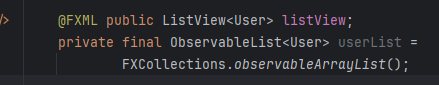 </>
@FXML public ListView<User> listView;
private final ObservableList<User> userList =
FXCollections.observableArrayList();